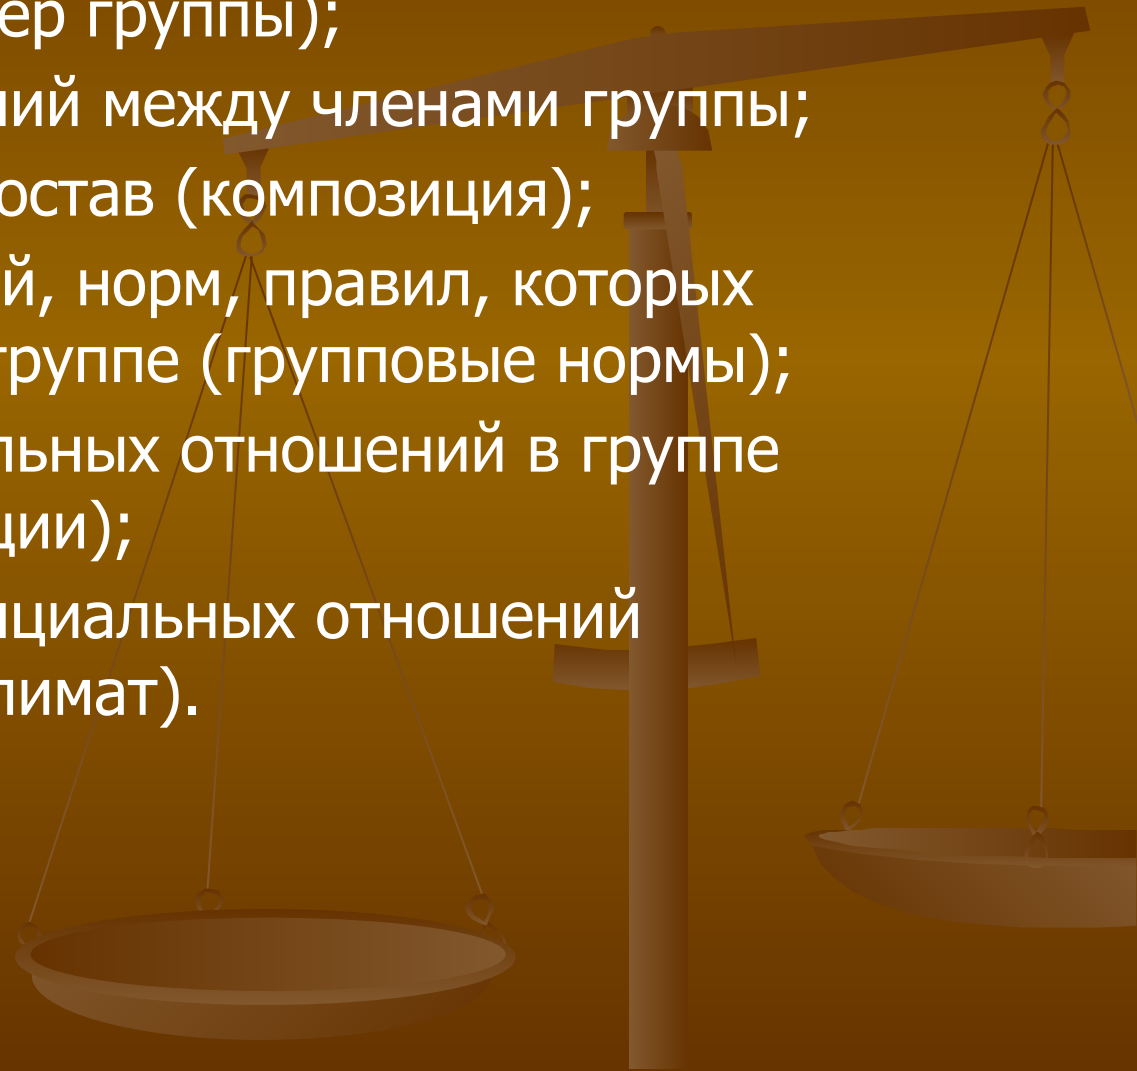 ер группы);
ний между членами группы;
остав (композиция);
й, норм, правил, которых
группе (групповые нормы);
льных отношений в группе
ции);
циальных отношений
лимат).